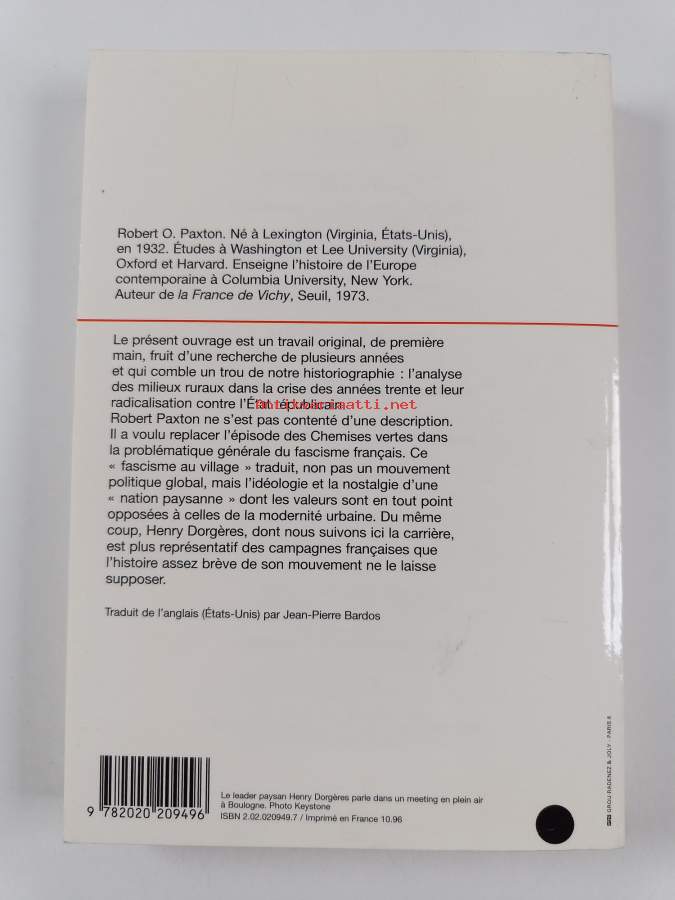 Robert O. Paxton. Né à Lexington (Virginia, États-Unis),
en 1932. Études à Washington et Lee University (Virginia),
Oxford et Harvard. Enseigne l'histoire de l'Europe
contemporaine à Columbia University, New York.
Auteur de la France de Vichy, Seuil, 1973.
Le présent ouvrage est un travail original, de première
main, fruit d'une recherche de plusieurs années
et qui comble un trou de notre historiographie : l'analyse
des milieux ruraux dans la crise des années trente et leur
radicalisation contre l'État républicain.
antikvariaatti.net
Robert Paxton ne s'est pas contenté d'une description.
Il a voulu replacer l'épisode des Chemises vertes dans
la problématique générale du fascisme français. Ce
« fascisme au village » traduit, non pas un mouvement
politique global, mais l'idéologie et la nostalgie d'une
« nation paysanne » dont les valeurs sont en tout point
opposées à celles de la modernité urbaine. Du même
coup, Henry Dorgères, dont nous suivons ici la carrière,
est plus représentatif des campagnes françaises que
l'histoire assez brève de son mouvement ne le laisse
supposer.
Traduit de l'anglais (États-Unis) par Jean-Pierre Bardos
Le leader paysan Henry Dorgères parle dans un meeting en plein air
à Boulogne. Photo Keystone
ISBN 2.02.020949.7 / Imprimé en France 10.96
9 782020 209496
GROU-RADENEZ & JOLY - PARIS 6